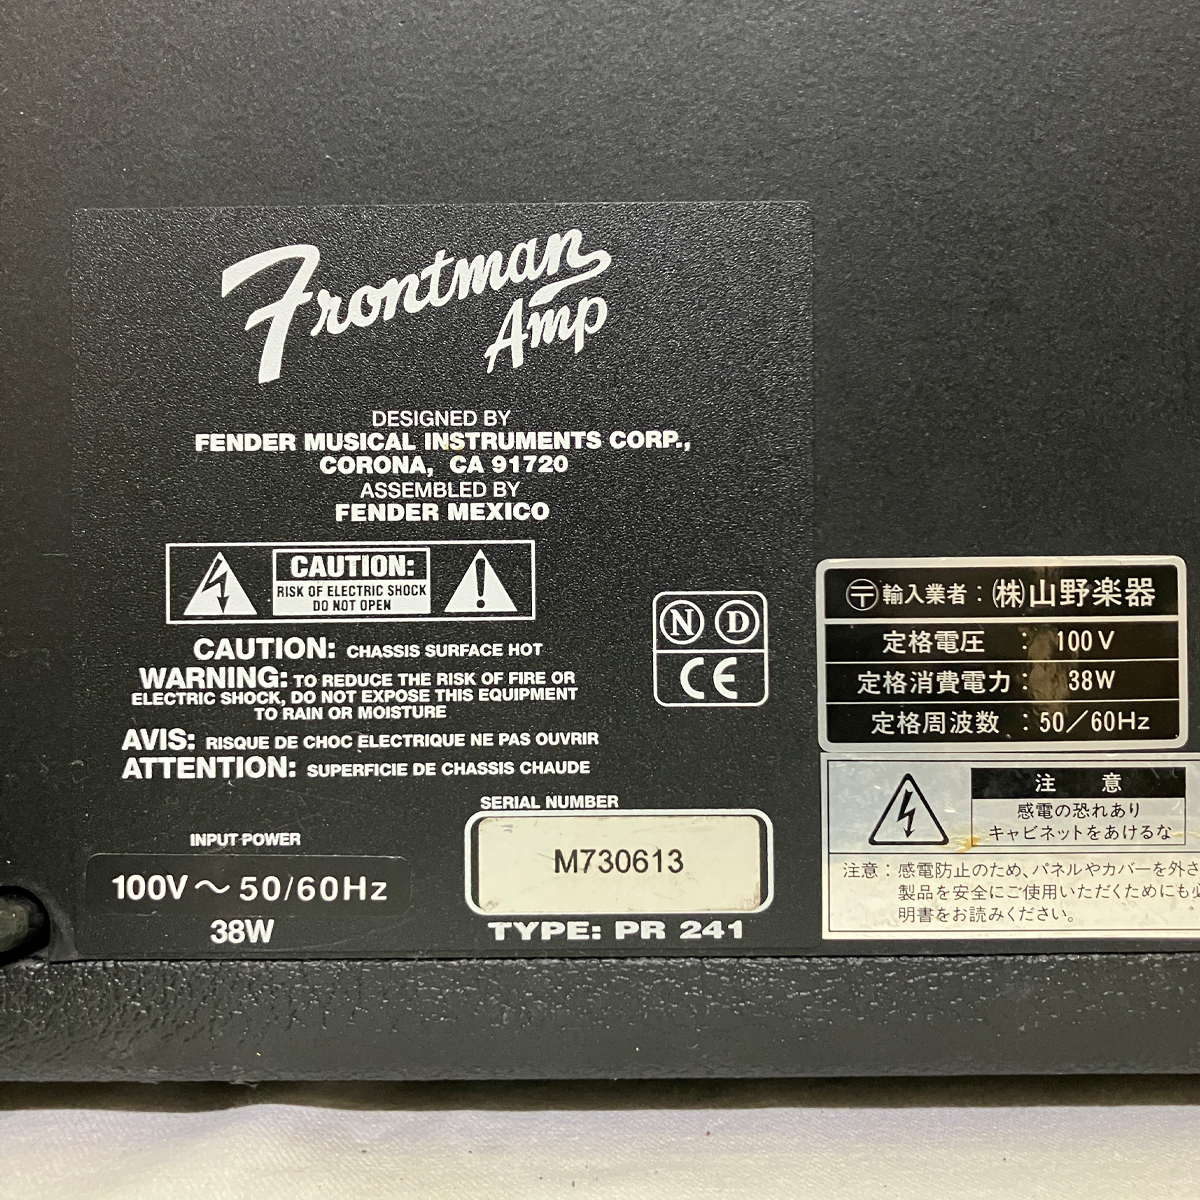 Frontman
Amp
DESIGNED BY
FENDER MUSICAL INSTRUMENTS CORP.,
CORONA, CA 91720
ASSEMBLED BY
FENDER MEXICO
CAUTION:
RISK OF ELECTRIC SHOCK
DO NOT OPEN
CAUTION: CHASSIS SURFACE HOT
WARNING: TO REDUCE THE RISK OF FIRE OR
ELECTRIC SHOCK, DO NOT EXPOSE THIS EQUIPMENT
TO RAIN OR MOISTURE
AVIS: RISQUE DE CHOC ELECTRIQUE NE PAS OUVRIR
ATTENTION: SUPERFICIE DE CHASSIS CHAUDE
N D
CE
INPUT POWER
100V ~ 50/60Hz
38W
SERIAL NUMBER
M730613
TYPE: PR 241
〒 輸入業者：㈱山野楽器
定格電圧 ： 100V
定格消費電力： 38W
定格周波数 ：50／60Hz
注 意
感電の恐れあり
キャビネットをあけるな
注意：感電防止のため、パネルやカバーを外さ
製品を安全にご使用いただくためにも必
明書をお読みください。